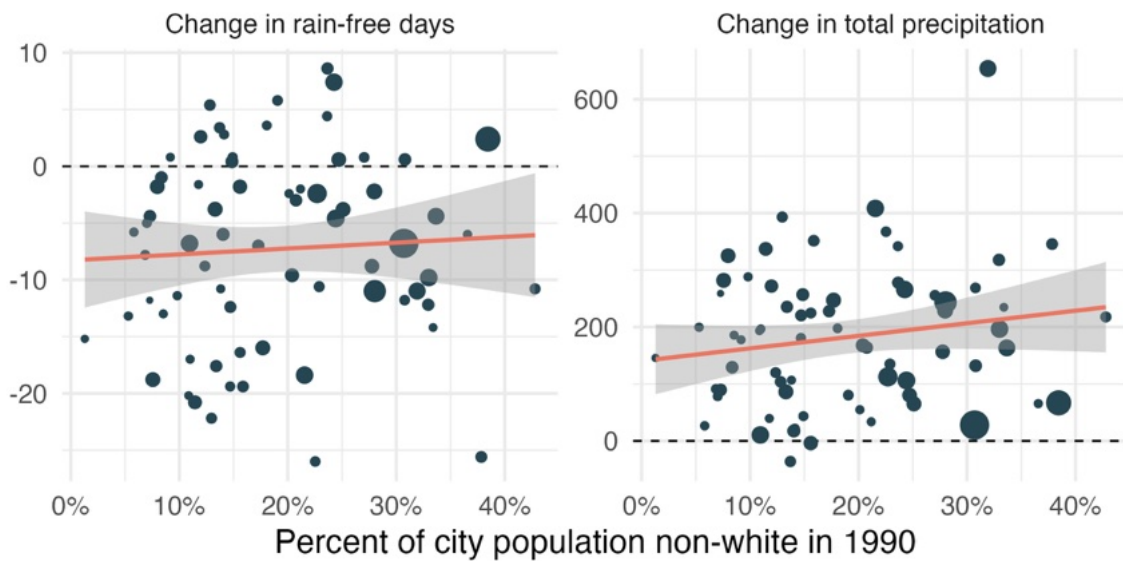 Change in rain-free days
10
0
-10
-20
0% 10% 20% 30% 40%
Change in total precipitation
600
400
200
0
0% 10% 20% 30% 40%
Percent of city population non-white in 1990